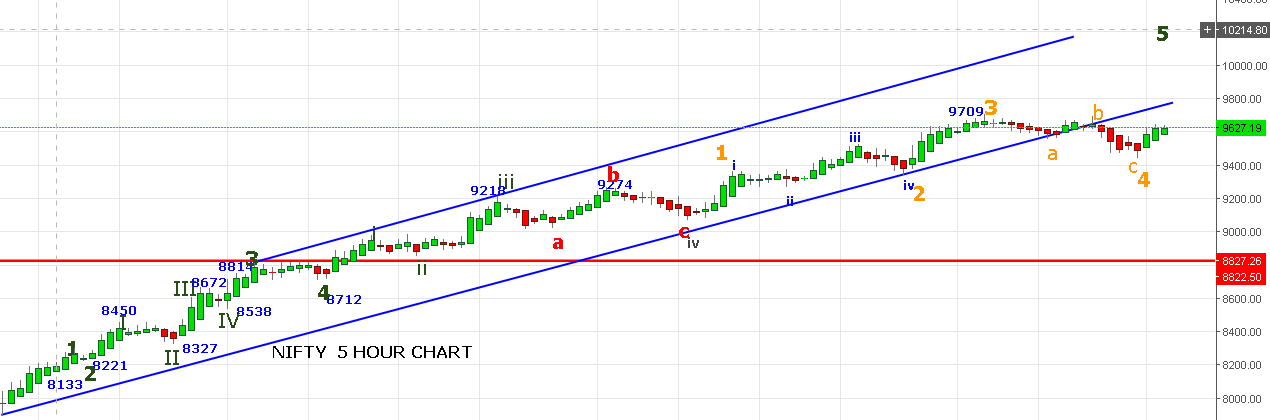 10400.00
5
+ 10214.80
10000.00
9800.00
9709 3
b
9627.19
iii
1
i
a
9400.00
c
4
b
iii
9274
9218
iv 2
ii
9200.00
a
c
iv
9000.00
i
ii
3
8814
8827.26
8822.50
III 8672
4
8712
8600.00
8450
I
IV 8538
8400.00
1
II
8327
NIFTY 5 HOUR CHART
2
8221
8200.00
8133
8000.00